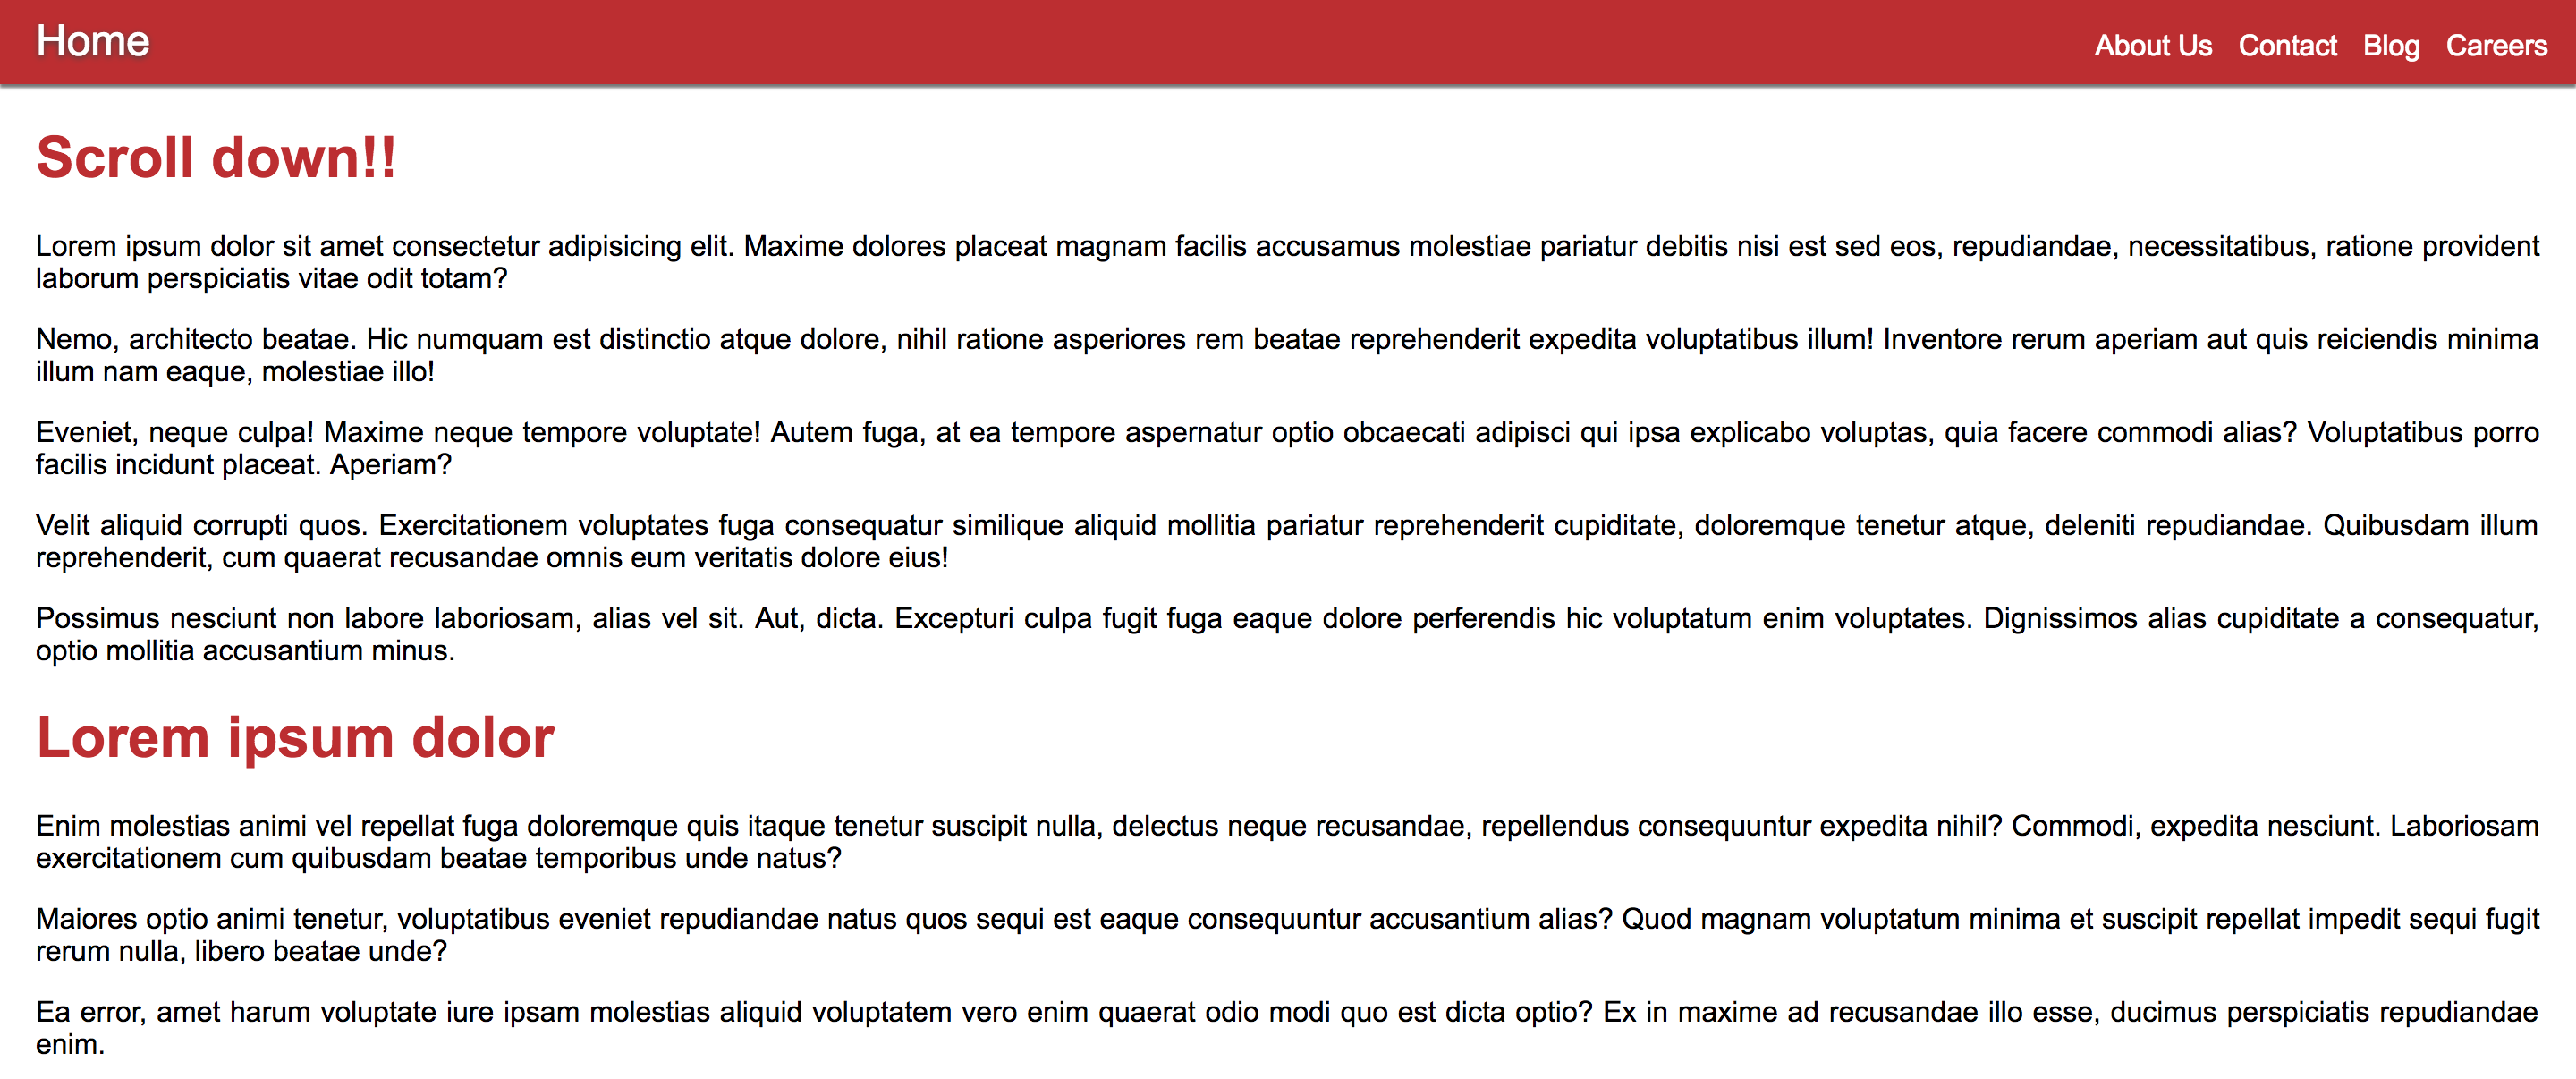 Home
About Us Contact Blog Careers
Scroll down!!
Lorem ipsum dolor sit amet consectetur adipisicing elit. Maxime dolores placeat magnam facilis accusamus molestiae pariatur debitis nisi est sed eos, repudiandae, necessitatibus, ratione provident
laborum perspiciatis vitae odit totam?
Nemo, architecto beatae. Hic numquam est distinctio atque dolore, nihil ratione asperiores rem beatae reprehenderit expedita voluptatibus illum! Inventore rerum aperiam aut quis reiciendis minima
illum nam eaque, molestiae illo!
Eveniet, neque culpa! Maxime neque tempore voluptate! Autem fuga, at ea tempore aspernatur optio obcaecati adipisci qui ipsa explicabo voluptas, quia facere commodi alias? Voluptatibus porro
facilis incidunt placeat. Aperiam?
Velit aliquid corrupti quos. Exercitationem voluptates fuga consequatur similique aliquid mollitia pariatur reprehenderit cupiditate, doloremque tenetur atque, deleniti repudiandae. Quibusdam illum
reprehenderit, cum quaerat recusandae omnis eum veritatis dolore eius!
Possimus nesciunt non labore laboriosam, alias vel sit. Aut, dicta. Excepturi culpa fugit fuga eaque dolore perferendis hic voluptatum enim voluptates. Dignissimos alias cupiditate a consequatur,
optio mollitia accusantium minus.
Lorem ipsum dolor
Enim molestias animi vel repellat fuga doloremque quis itaque tenetur suscipit nulla, delectus neque recusandae, repellendus consequuntur expedita nihil? Commodi, expedita nesciunt. Laboriosam
exercitationem cum quibusdam beatae temporibus unde natus?
Maiores optio animi tenetur, voluptatibus eveniet repudiandae natus quos sequi est eaque consequuntur accusantium alias? Quod magnam voluptatum minima et suscipit repellat impedit sequi fugit
rerum nulla, libero beatae unde?
Ea error, amet harum voluptate iure ipsam molestias aliquid voluptatem vero enim quaerat odio modi quo est dicta optio? Ex in maxime ad recusandae illo esse, ducimus perspiciatis repudiandae
enim.